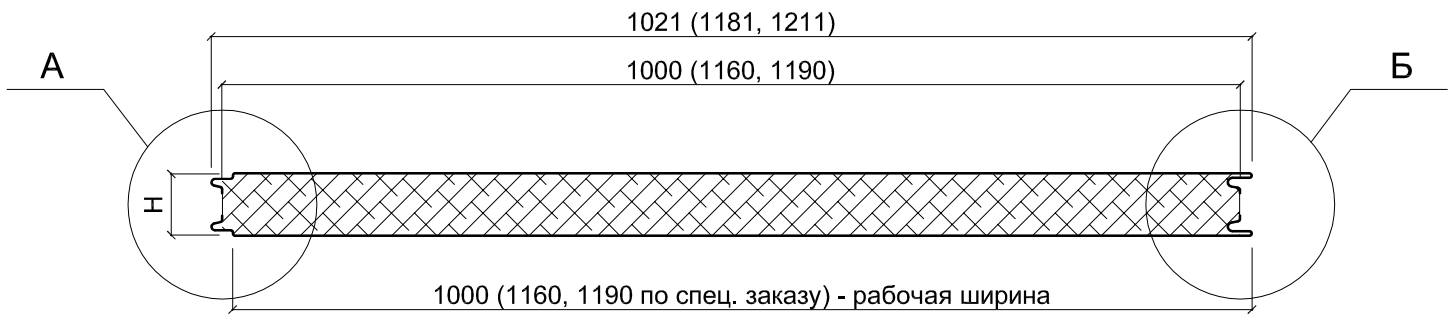 1021 (1181, 1211)
А
1000 (1160, 1190)
Б
Н
1000 (1160, 1190 по спец. заказу) - рабочая ширина